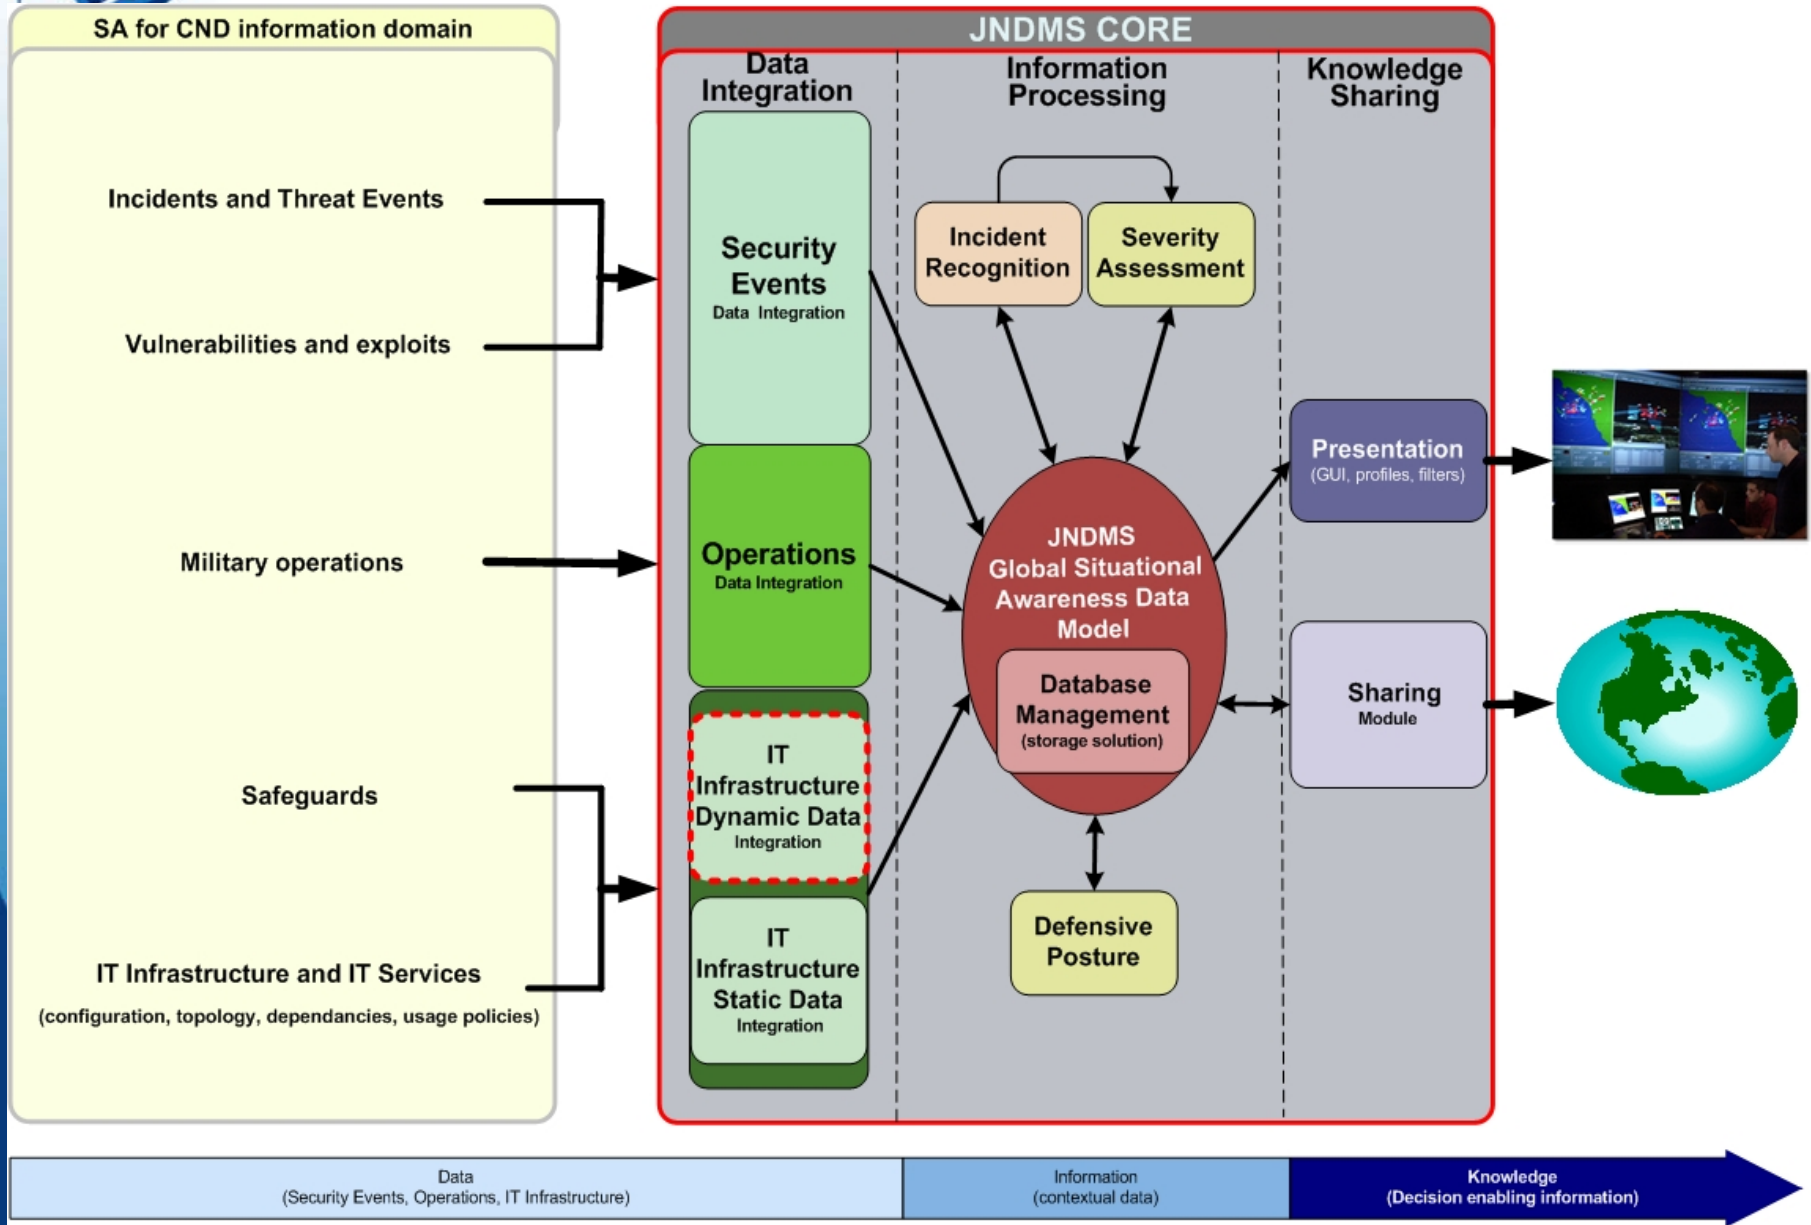 SA for CND information domain
Incidents and Threat Events
Vulnerabilities and exploits
Military operations
Safeguards
IT Infrastructure and IT Services
(configuration, topology, dependancies, usage policies)
JNDMS CORE
Data
Integration
Security
Events
Data Integration
Operations
Data Integration
IT
Infrastructure
Dynamic Data
Integration
IT
Infrastructure
Static Data
Integration
Information
Processing
Incident
Recognition
Severity
Assessment
JNDMS
Global Situational
Awareness Data
Model
Database
Management
(storage solution)
Defensive
Posture
Knowledge
Sharing
Presentation
(GUI, profiles, filters)
Sharing
Module
Data
(Security Events, Operations, IT Infrastructure)
Information
(contextual data)
Knowledge
(Decision enabling information)